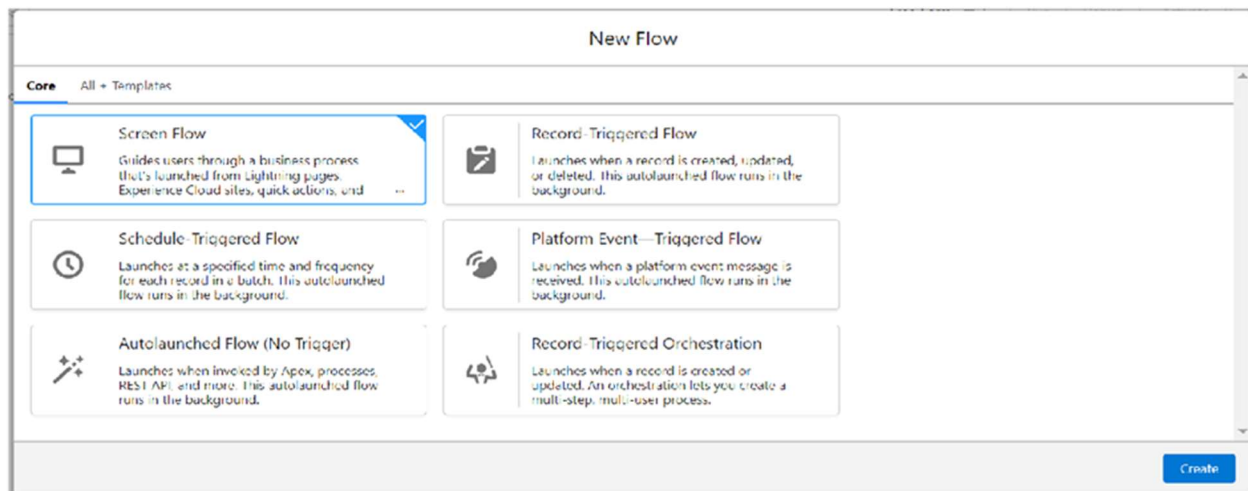 New Flow
Core All + Templates
Screen Flow
Guides users through a business process
that's launched from Lightning pages,
Experience Cloud sites, quick actions, and ...
Record-Triggered Flow
Launches when a record is created, updated,
or deleted. This autolaunched flow runs in the
background.
Schedule-Triggered Flow
Launches at a specified time and frequency
for each record in a batch. This autolaunched
flow runs in the background.
Platform Event—Triggered Flow
Launches when a platform event message is
received. This autolaunched flow runs in the
background.
Autolaunched Flow (No Trigger)
Launches when invoked by Apex, processes,
REST API, and more. This autolaunched flow
runs in the background.
Record-Triggered Orchestration
Launches when a record is created or
updated. An orchestration lets you create a
multi-step, multi-user process.
Create